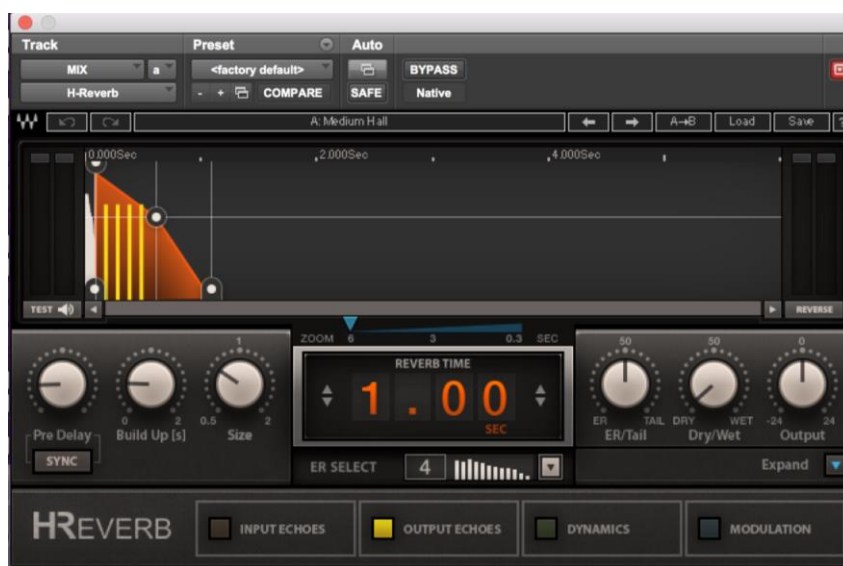 Track Preset Auto
MIX a <factory default> BYPASS
H-Reverb - + COMPARE SAFE Native
A: Medium Hall A→B Load Save ?
0.000Sec 2.000Sec 4.000Sec
TEST REVERSE
ZOOM 6 3 0.3 SEC
REVERB TIME
1.00
SEC
Pre Delay
SYNC
0 2
Build Up [s]
1
0.5 2
Size
50
ER TAIL
ER/Tail
50
DRY WET
Dry/Wet
0
-24 24
Output
ER SELECT 4
Expand
HREVERB INPUT ECHOES OUTPUT ECHOES DYNAMICS MODULATION